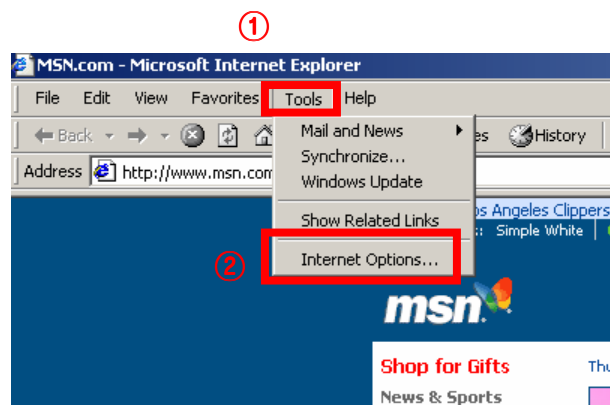 ①
MSN.com - Microsoft Internet Explorer
File Edit View Favorites Tools Help
Back History
Mail and News
Synchronize...
Address http://www.msn.com
Windows Update
Show Related Links
Angeles Clippers
Simple White
② Internet Options...
msn
Shop for Gifts
News & Sports